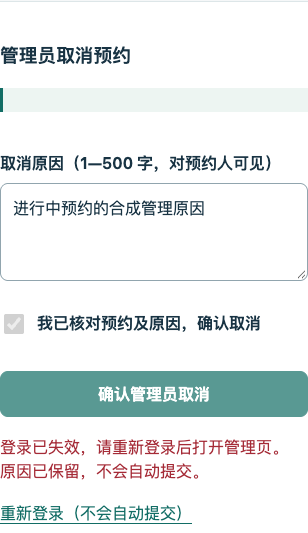 管理员取消预约
取消原因（1—500 字，对预约人可见）
进行中预约的合成管理原因
我已核对预约及原因，确认取消
确认管理员取消
登录已失效，请重新登录后打开管理页。
原因已保留，不会自动提交。
重新登录（不会自动提交）